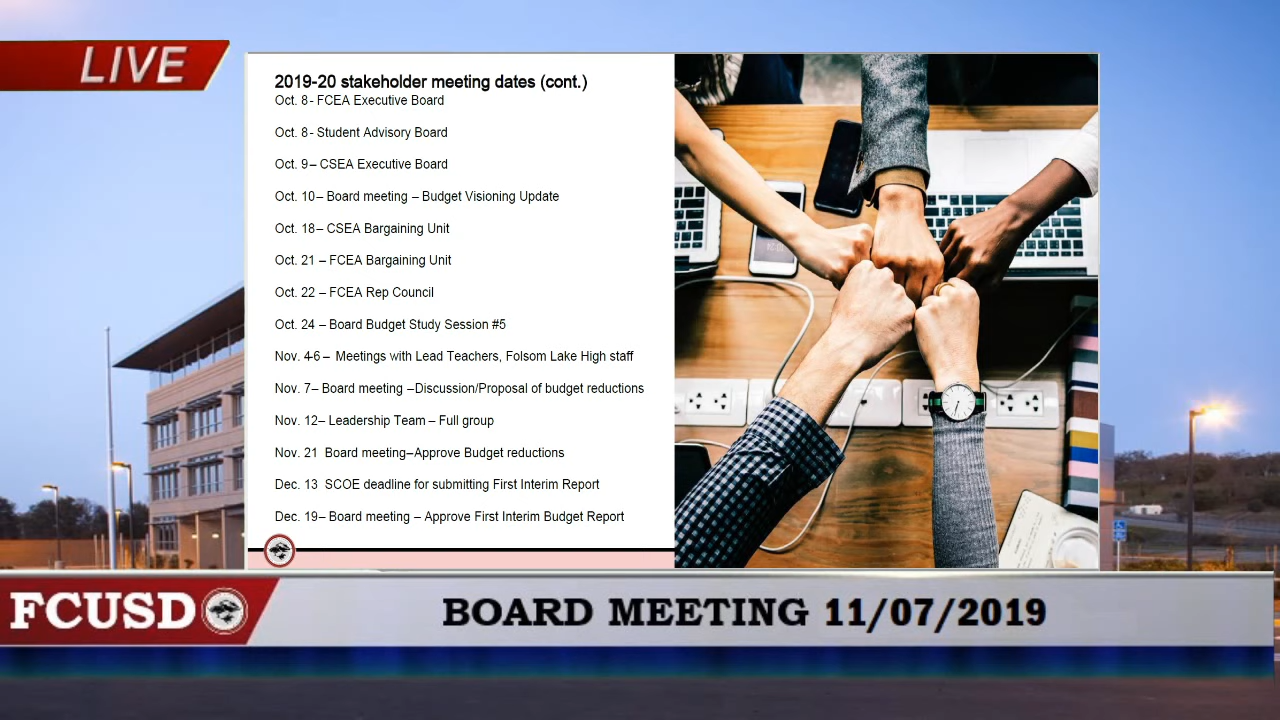 LIVE
2019-20 stakeholder meeting dates (cont.)
Oct. 8- FCEA Executive Board
Oct. 8- Student Advisory Board
Oct. 9– CSEA Executive Board
Oct. 10– Board meeting – Budget Visioning Update
Oct. 18– CSEA Bargaining Unit
Oct. 21 – FCEA Bargaining Unit
Oct. 22 – FCEA Rep Council
Oct. 24 – Board Budget Study Session #5
Nov. 4-6 – Meetings with Lead Teachers, Folsom Lake High staff
Nov. 7– Board meeting –Discussion/Proposal of budget reductions
Nov. 12– Leadership Team – Full group
Nov. 21 Board meeting–Approve Budget reductions
Dec. 13 SCOE deadline for submitting First Interim Report
Dec. 19– Board meeting – Approve First Interim Budget Report
FCUSD
BOARD MEETING 11/07/2019